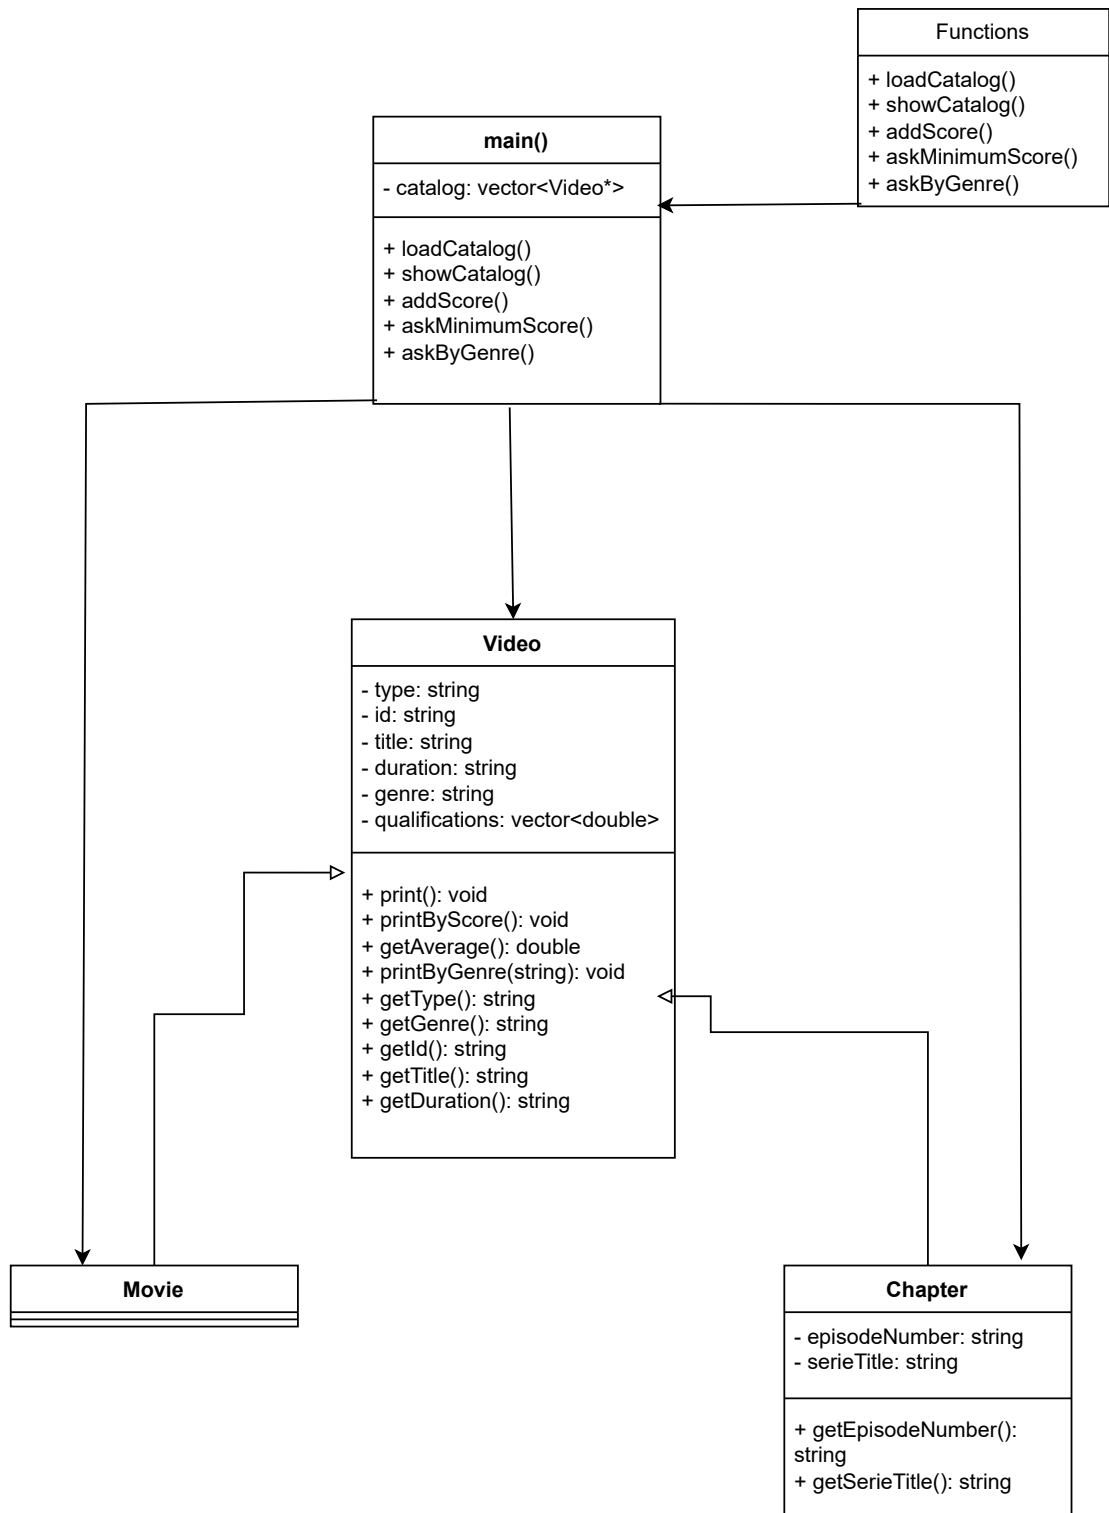 Functions
+ loadCatalog()
+ showCatalog()
+ addScore()
+ askMinimumScore()
+ askByGenre()
main()
- catalog: vector<Video*>
+ loadCatalog()
+ showCatalog()
+ addScore()
+ askMinimumScore()
+ askByGenre()
Video
- type: string
- id: string
- title: string
- duration: string
- genre: string
- qualifications: vector<double>
+ print(): void
+ printByScore(): void
+ getAverage(): double
+ printByGenre(string): void
+ getType(): string
+ getGenre(): string
+ getId(): string
+ getTitle(): string
+ getDuration(): string
Movie
Chapter
- episodeNumber: string
- serieTitle: string
+ getEpisodeNumber():
string
+ getSerieTitle(): string